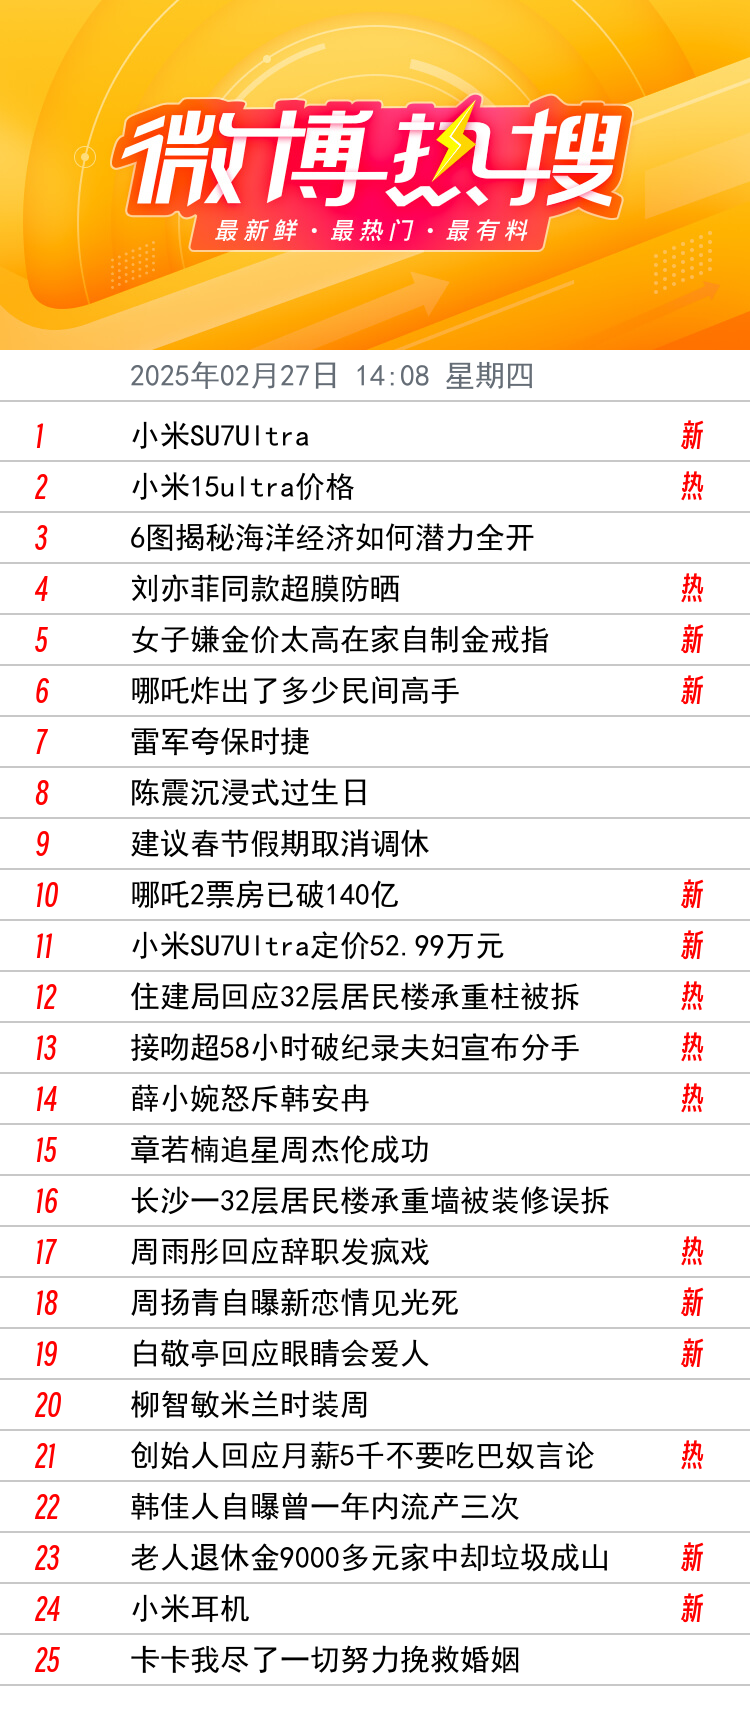 微博热搜
最新鲜·最热门·最有料
2025年02月27日 14:08 星期四
1 小米SU7Ultra 新
2 小米15ultra价格 热
3 6图揭秘海洋经济如何潜力全开
4 刘亦菲同款超膜防晒 热
5 女子嫌金价太高在家自制金戒指 新
6 哪吒炸出了多少民间高手 新
7 雷军夸保时捷
8 陈震沉浸式过生日
9 建议春节假期取消调休
10 哪吒2票房已破140亿 新
11 小米SU7Ultra定价52.99万元 新
12 住建局回应32层居民楼承重柱被拆 热
13 接吻超58小时破纪录夫妇宣布分手 热
14 薛小婉怒斥韩安冉 热
15 章若楠追星周杰伦成功
16 长沙一32层居民楼承重墙被装修误拆
17 周雨彤回应辞职发疯戏 热
18 周扬青自曝新恋情见光死 新
19 白敬亭回应眼睛会爱人 新
20 柳智敏米兰时装周
21 创始人回应月薪5千不要吃巴奴言论 热
22 韩佳人自曝曾一年内流产三次
23 老人退休金9000多元家中却垃圾成山 新
24 小米耳机 新
25 卡卡我尽了一切努力挽救婚姻